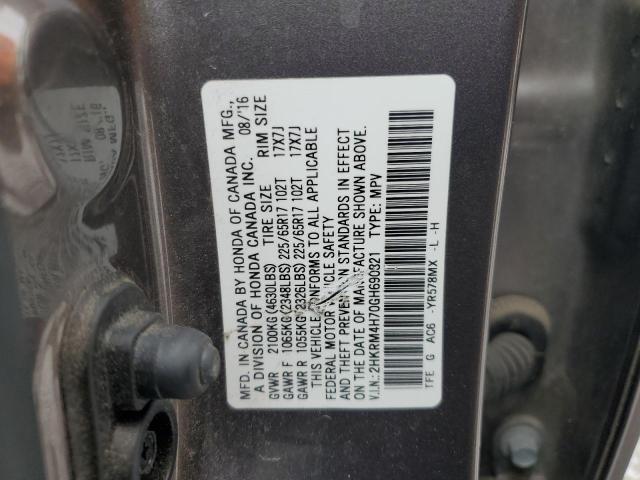 MFD. IN CANADA BY HONDA OF CANADA MFG.,
A DIVISION OF HONDA CANADA INC. 08/'16
GVWR 2100KG(4630LBS) TIRE SIZE RIM SIZE
GAWR F 1065KG(2348LBS) 225/65R17 102T 17X7J
GAWR R 1055KG(2326LBS) 225/65R17 102T 17X7J
THIS VEHICLE CONFORMS TO ALL APPLICABLE
FEDERAL MOTOR VEHICLE SAFETY
AND THEFT PREVENTION STANDARDS IN EFFECT
ON THE DATE OF MANUFACTURE SHOWN ABOVE.
V.I.N.: 2HKRM4H70GH690321 TYPE: MPV
TFE G AC6 -YR578MX -L -H